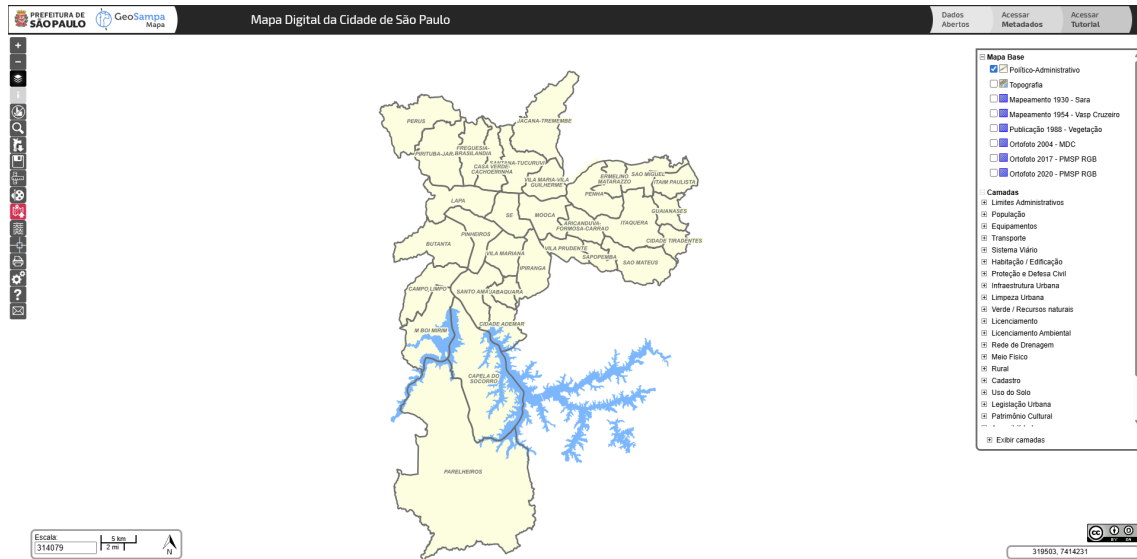 PREFEITURA DE
SÃO PAULO
GeoSampa
Mapa
Mapa Digital da Cidade de São Paulo
Dados
Abertos
Acessar
Metadados
Acessar
Tutorial
Mapa Base
Político-Administrativo
Topografia
Mapeamento 1930 - Sara
Mapeamento 1954 - Vasp Cruzeiro
Publicação 1988 - Vegetação
Ortofoto 2004 - MDC
Ortofoto 2017 - PMSP RGB
Ortofoto 2020 - PMSP RGB
Camadas
Limites Administrativos
População
Equipamentos
Transporte
Sistema Viário
Habitação / Edificação
Proteção e Defesa Civil
Infraestrutura Urbana
Limpeza Urbana
Verde / Recursos naturais
Licenciamento
Licenciamento Ambiental
Rede de Drenagem
Meio Físico
Rural
Cadastro
Uso do Solo
Legislação Urbana
Patrimônio Cultural
Exibir camadas
PERUS
JACANA-TREMEMBE
PIRITUBA-JAR.
FREGUESIA-
BRASILANDIA
SANTANA-TUCURUVI
CASA VERDE-
CACHOEIRINHA
VILA MARIA-VILA
GUILHERME
ERMELINO
MATARAZZO
SAO MIGUEL
ITAIM PAULISTA
PENHA
LAPA
SE
MOOCA
ARICANDUVA-
FORMOSA-CARRAO
ITAQUERA
GUAIANASES
CIDADE TIRADENTES
PINHEIROS
BUTANTA
VILA MARIANA
VILA PRUDENTE
SAPOPEMBA
SAO MATEUS
IPIRANGA
CAMPO LIMPO
SANTO AMA
JABAQUARA
M BOI MIRIM
CIDADE ADEMAR
CAPELA DO
SOCORRO
PARELHEIROS
Escala:
314079
5 km
2 mi
N
cc
BY SA
319503, 7414231